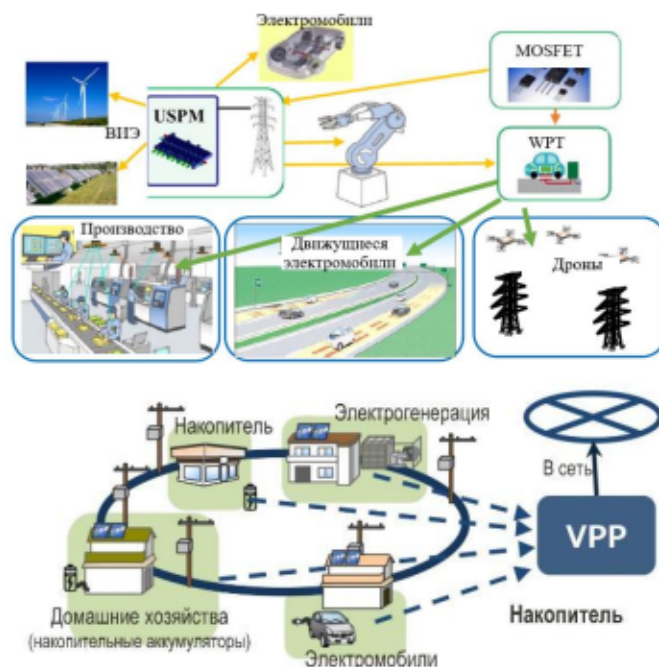 Электромобили
MOSFET
USPM
ВИЭ
WPT
Производство
Движущиеся
электромобили
Дроны
Накопитель
Электрогенерация
В сеть
VPP
Домашние хозяйства
(накопительные аккумуляторы)
Электромобили
Накопитель